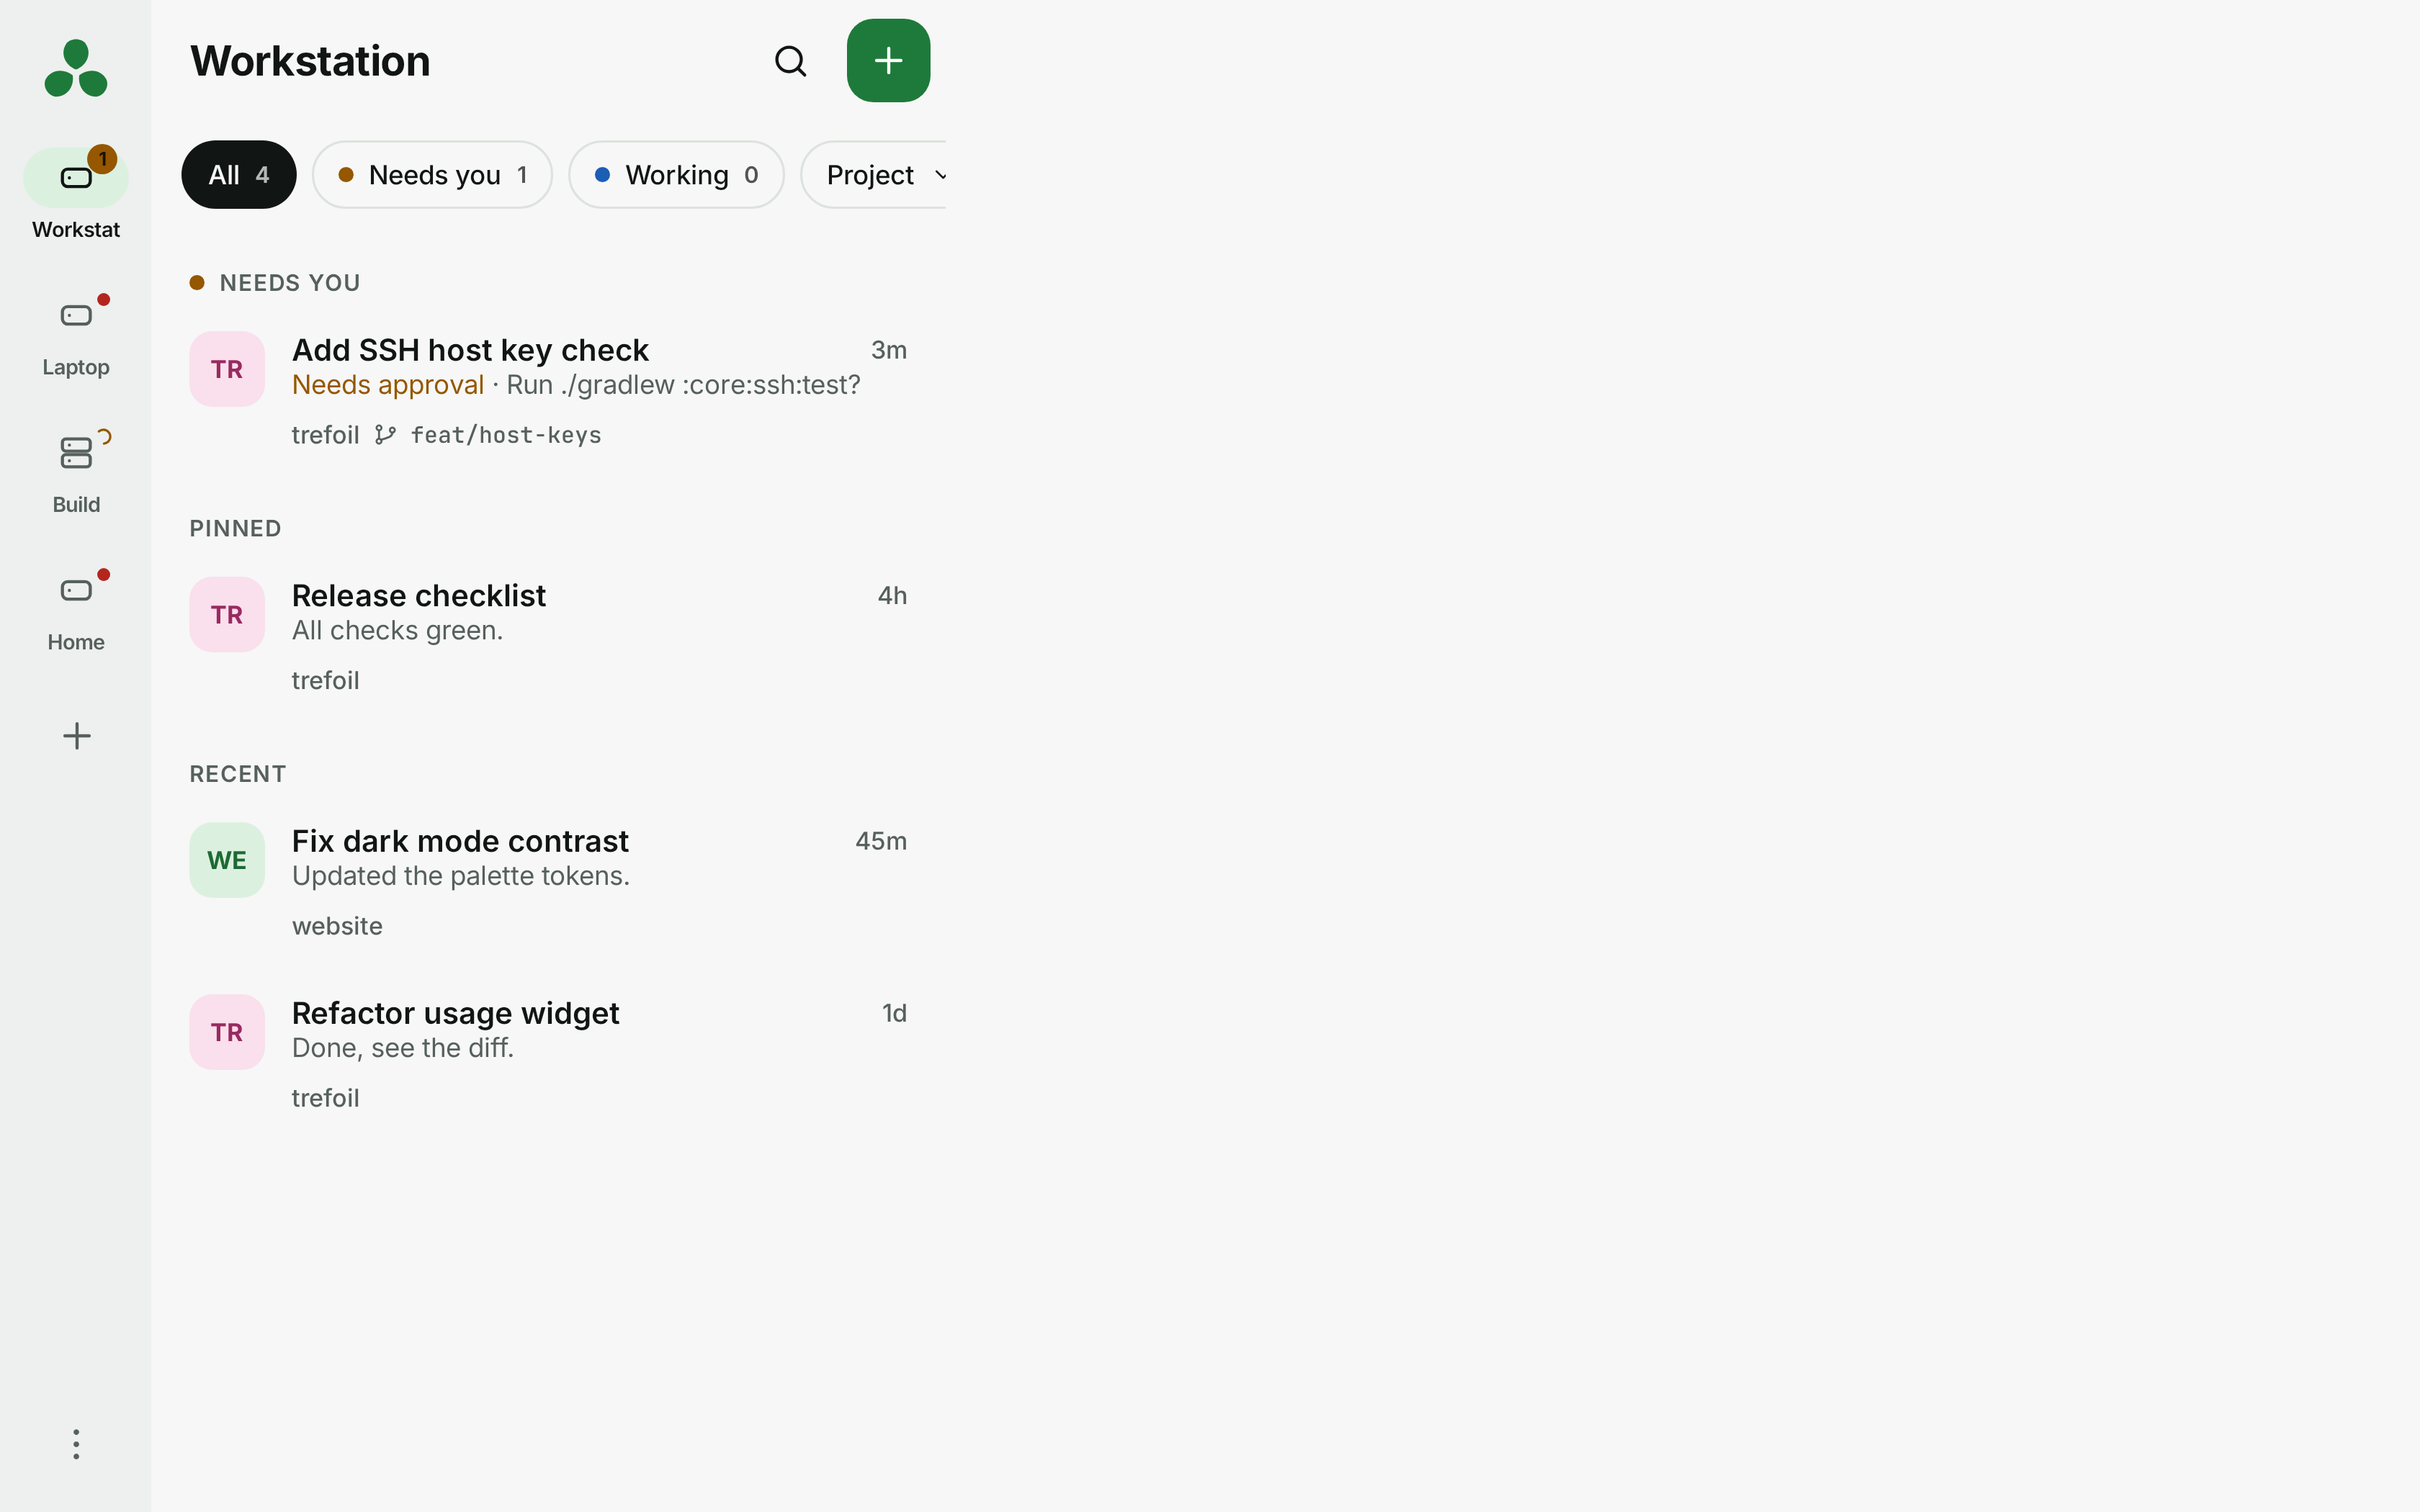 Workstation
1
Workstat
Laptop
Build
Home
All 4
Needs you 1
Working 0
Project
NEEDS YOU
TR
Add SSH host key check
3m
Needs approval · Run ./gradlew :core:ssh:test?
trefoil feat/host-keys
PINNED
TR
Release checklist
4h
All checks green.
trefoil
RECENT
WE
Fix dark mode contrast
45m
Updated the palette tokens.
website
TR
Refactor usage widget
1d
Done, see the diff.
trefoil